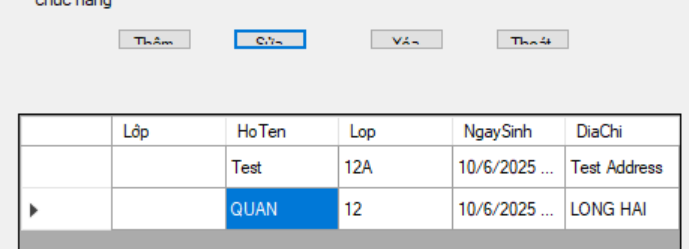 chức năng
Thêm Sửa Xóa Thoát
Lớp HoTen Lop NgaySinh DiaChi
Test 12A 10/6/2025 ... Test Address
QUAN 12 10/6/2025 ... LONG HAI